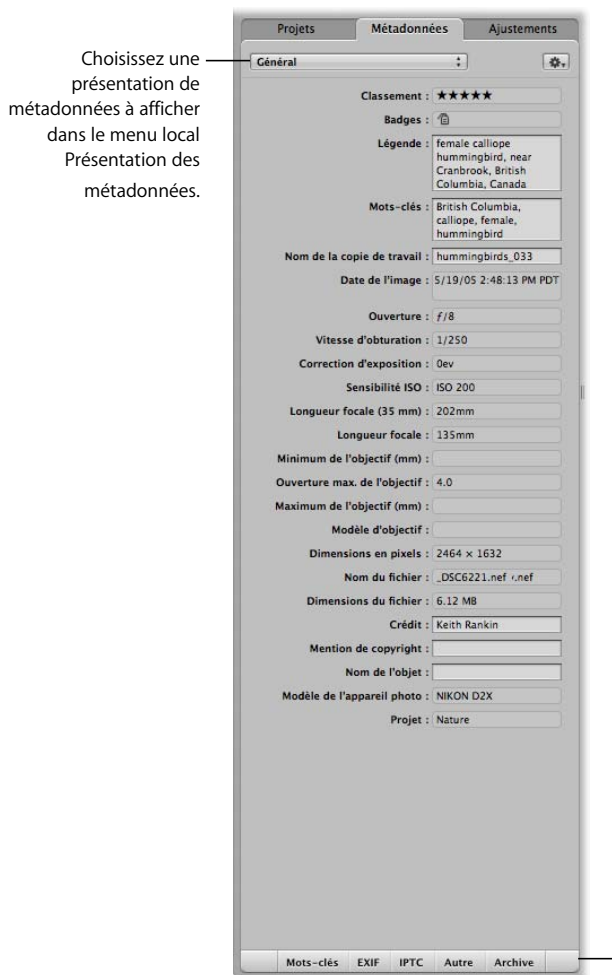 Projets Métadonnées Ajustements
Choisissez une
présentation de
métadonnées à afficher
dans le menu local
Présentation des
métadonnées.
Général
Classement : ★★★★★
Badges :
Légende : female calliope
hummingbird, near
Cranbrook, British
Columbia, Canada
Mots-clés : British Columbia,
calliope, female,
hummingbird
Nom de la copie de travail : hummingbirds_033
Date de l'image : 5/19/05 2:48:13 PM PDT
Ouverture : ƒ/8
Vitesse d'obturation : 1/250
Correction d'exposition : 0ev
Sensibilité ISO : ISO 200
Longueur focale (35 mm) : 202mm
Longueur focale : 135mm
Minimum de l'objectif (mm) :
Ouverture max. de l'objectif : 4.0
Maximum de l'objectif (mm) :
Modèle d'objectif :
Dimensions en pixels : 2464 × 1632
Nom du fichier : _DSC6221.nef
Dimensions du fichier : 6.12 MB
Crédit : Keith Rankin
Mention de copyright :
Nom de l'objet :
Modèle de l'appareil photo : NIKON D2X
Projet : Nature
Mots-clés EXIF IPTC Autre Archive